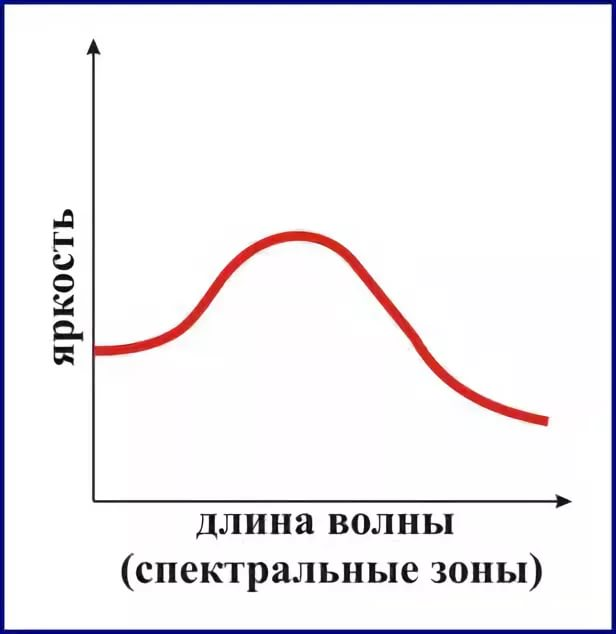 яркость
длина волны
(спектральные зоны)